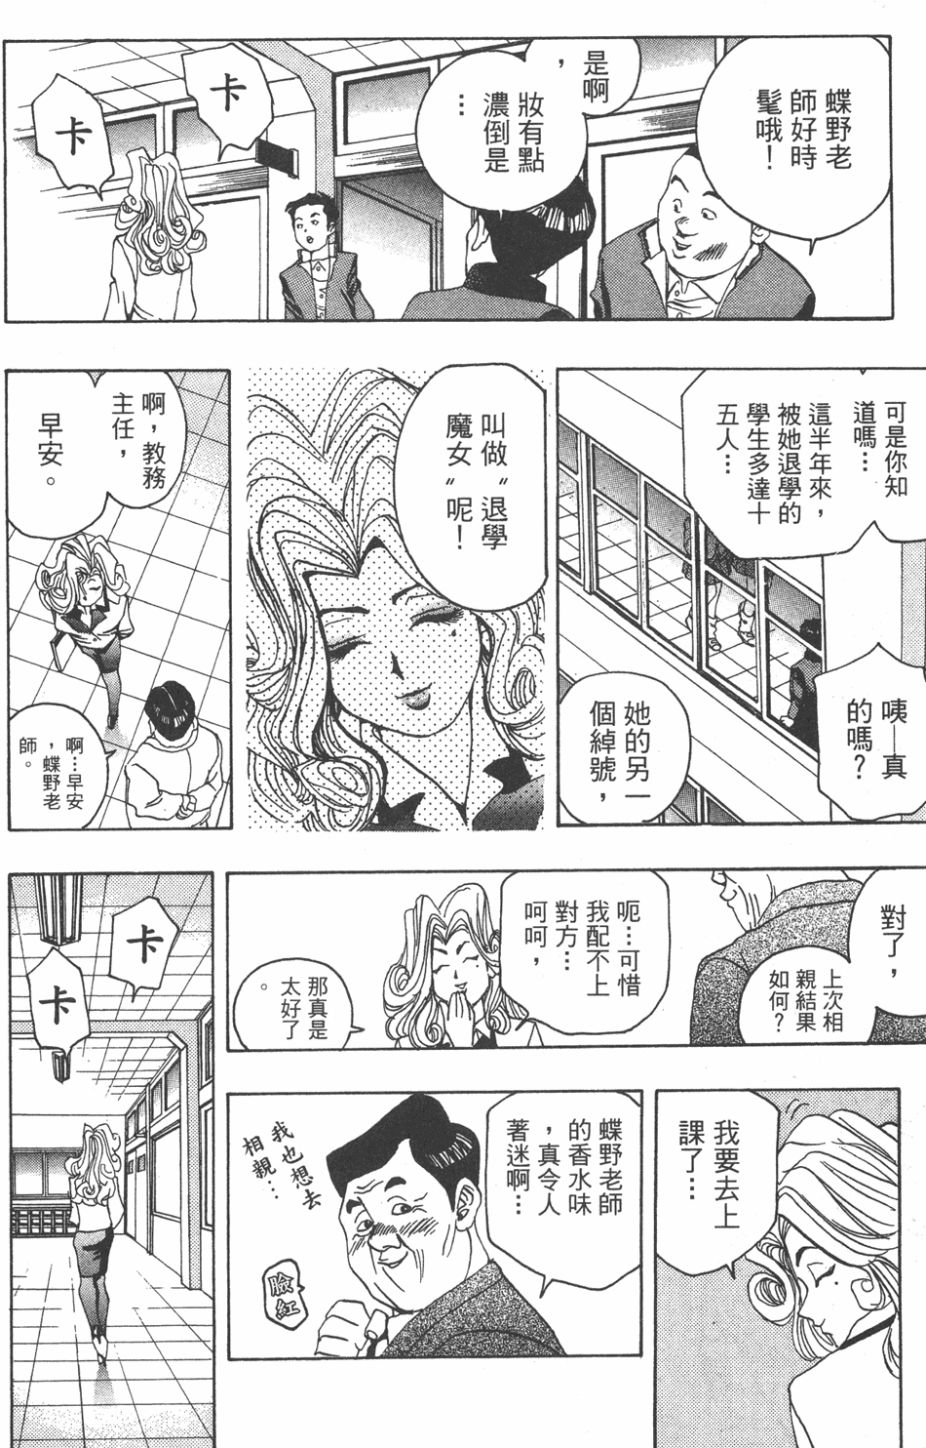 蝶野老
師好時
髦哦！
是啊
，
妝有點
濃倒是
…
卡
卡
可是你知
道嗎…
這半年來，
被她退學的
學生多達十
五人…
咦—真
的嗎？
她的另一
個綽號，
叫做〝退學
魔女〞呢！
啊，教務
主任，
早安。
啊…早安
，蝶野老
師。
對了，
上次相
親結果
如何？
呃…可惜
我配不上
對方…
呵呵，
那真是
太好了
。
我要去上
課了…
蝶野老師
的香水味
，真令人
著迷啊…
我也想去
相親…
臉紅
卡
卡